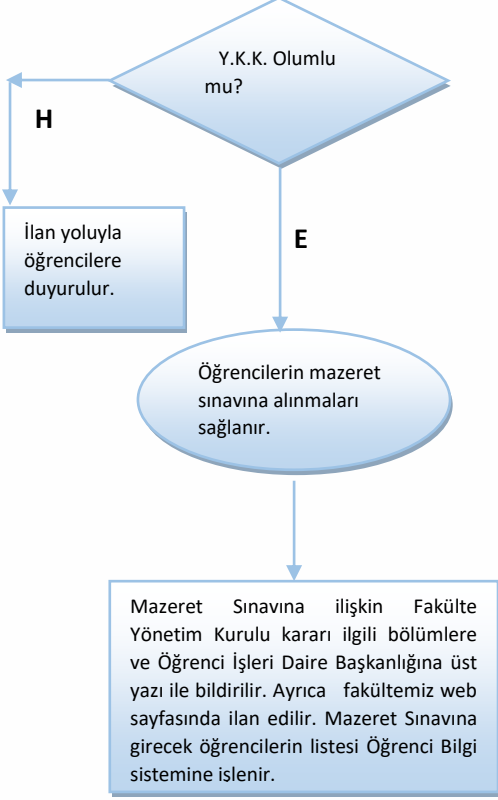 Y.K.K. Olumlu
mu?
H
İlan yoluyla
öğrencilere
duyurulur.
E
Öğrencilerin mazeret
sınavına alınmaları
sağlanır.
Mazeret Sınavına ilişkin Fakülte
Yönetim Kurulu kararı ilgili bölümlere
ve Öğrenci İşleri Daire Başkanlığına üst
yazı ile bildirilir. Ayrıca fakültemiz web
sayfasında ilan edilir. Mazeret Sınavına
girecek öğrencilerin listesi Öğrenci Bilgi
sistemine işlenir.